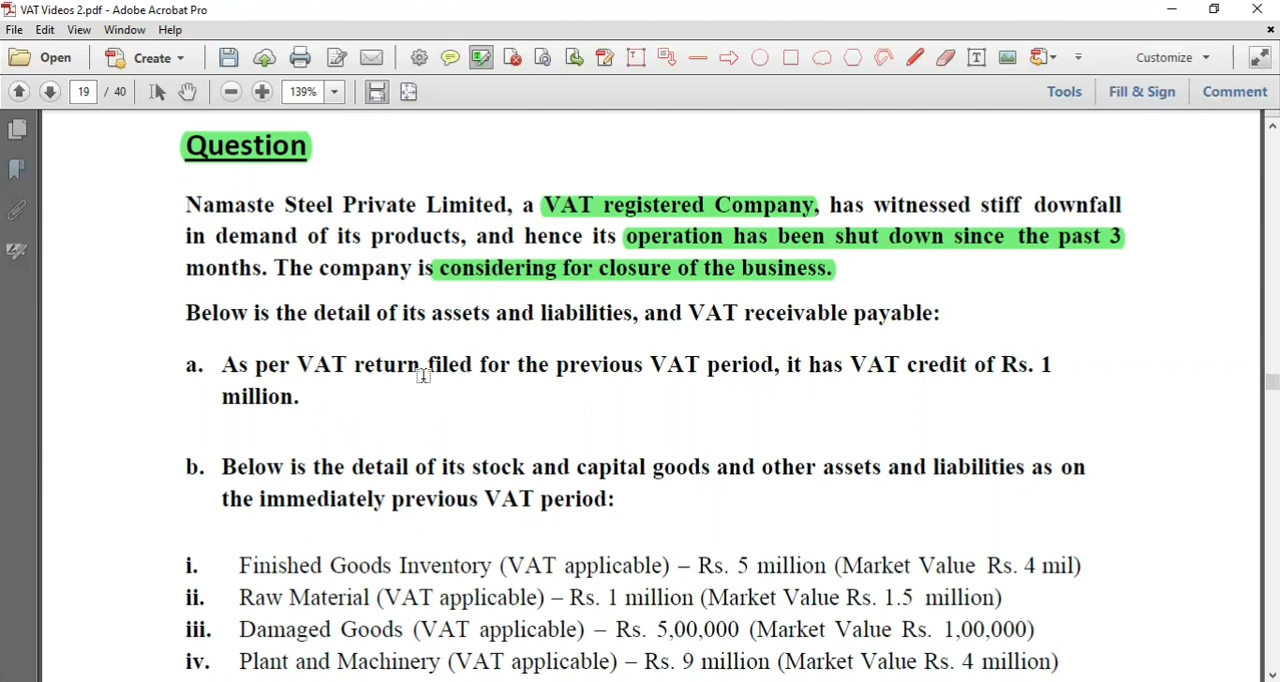 VAT Videos 2.pdf - Adobe Acrobat Pro
File Edit View Window Help
Open Create Customize
19 / 40 139% Tools Fill & Sign Comment
Question
Namaste Steel Private Limited, a VAT registered Company, has witnessed stiff downfall
in demand of its products, and hence its operation has been shut down since the past 3
months. The company is considering for closure of the business.
Below is the detail of its assets and liabilities, and VAT receivable payable:
a. As per VAT return filed for the previous VAT period, it has VAT credit of Rs. 1
million.
b. Below is the detail of its stock and capital goods and other assets and liabilities as on
the immediately previous VAT period:
i. Finished Goods Inventory (VAT applicable) – Rs. 5 million (Market Value Rs. 4 mil)
ii. Raw Material (VAT applicable) – Rs. 1 million (Market Value Rs. 1.5 million)
iii. Damaged Goods (VAT applicable) – Rs. 5,00,000 (Market Value Rs. 1,00,000)
iv. Plant and Machinery (VAT applicable) – Rs. 9 million (Market Value Rs. 4 million)